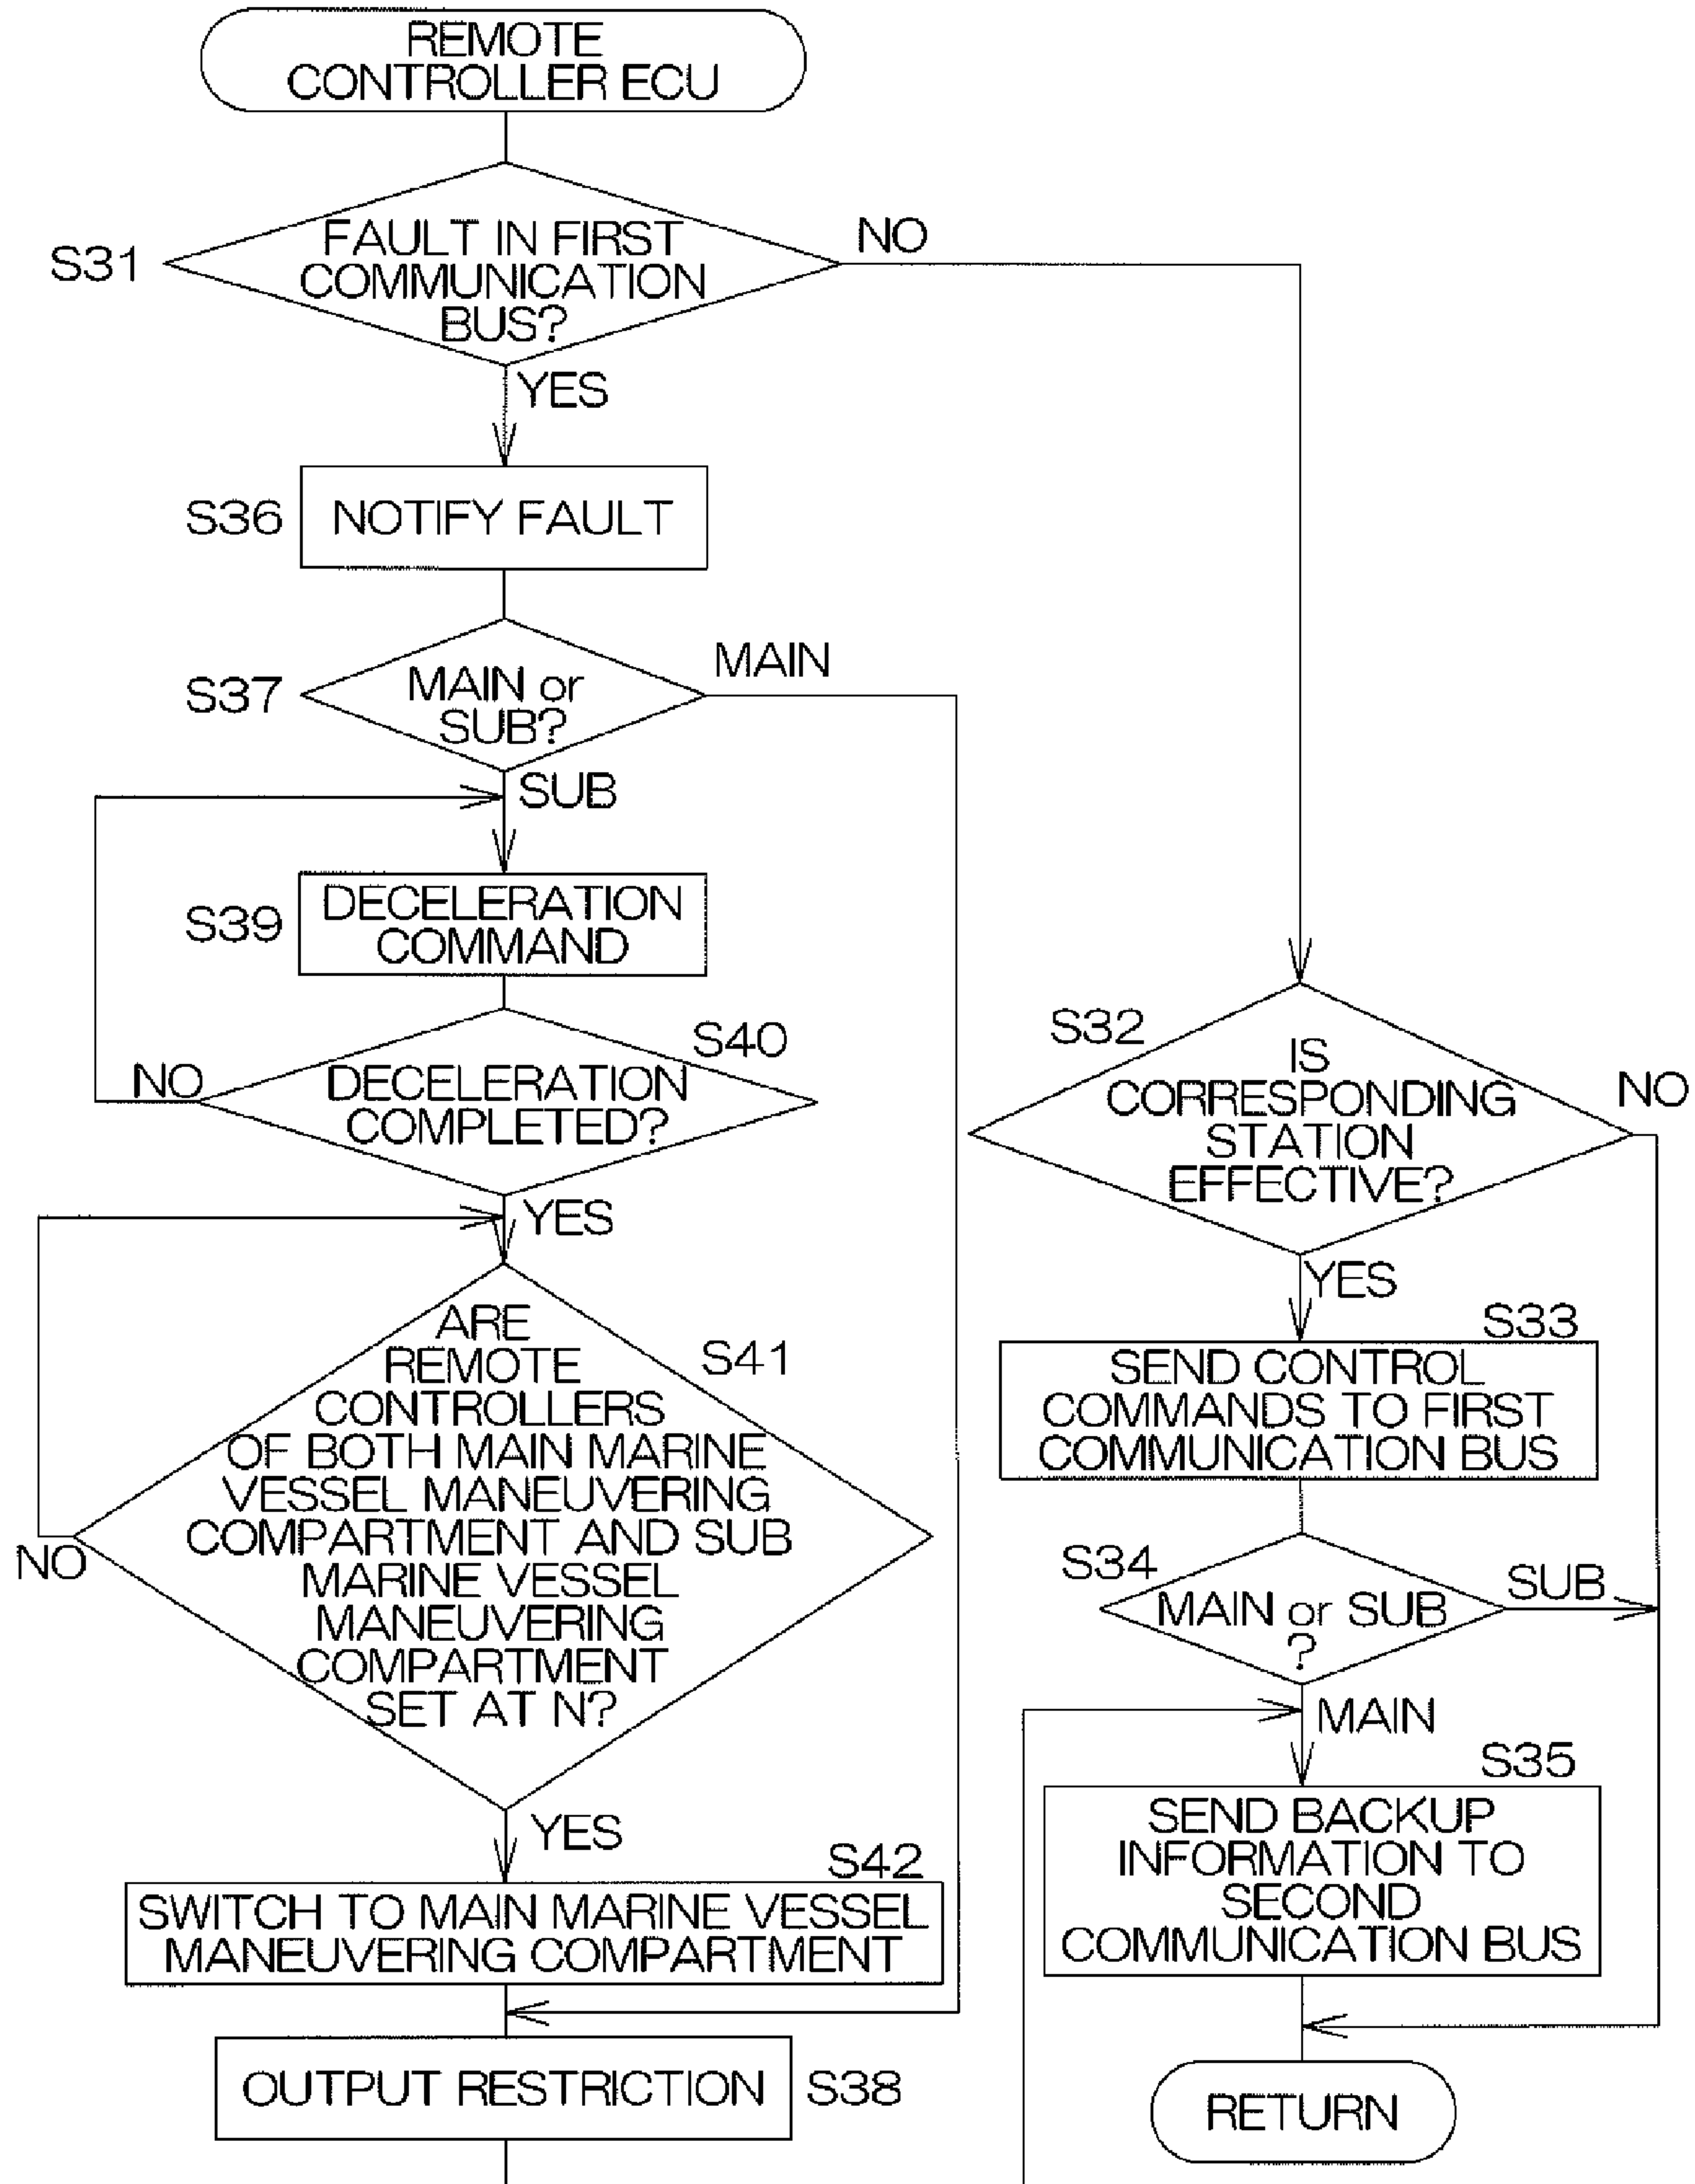 REMOTE
CONTROLLER ECU
S31
FAULT IN FIRST
COMMUNICATION
BUS?
NO
YES
S36
NOTIFY FAULT
S37
MAIN or
SUB?
MAIN
SUB
S39
DECELERATION
COMMAND
S40
NO
DECELERATION
COMPLETED?
YES
S41
ARE
REMOTE
CONTROLLERS
OF BOTH MAIN MARINE
VESSEL MANEUVERING
COMPARTMENT AND SUB
MARINE VESSEL
MANEUVERING
COMPARTMENT
SET AT N?
NO
YES
S42
SWITCH TO MAIN MARINE VESSEL
MANEUVERING COMPARTMENT
OUTPUT RESTRICTION
S38
S32
IS
CORRESPONDING
STATION
EFFECTIVE?
NO
YES
S33
SEND CONTROL
COMMANDS TO FIRST
COMMUNICATION BUS
S34
MAIN or SUB
?
SUB
MAIN
S35
SEND BACKUP
INFORMATION TO
SECOND
COMMUNICATION BUS
RETURN